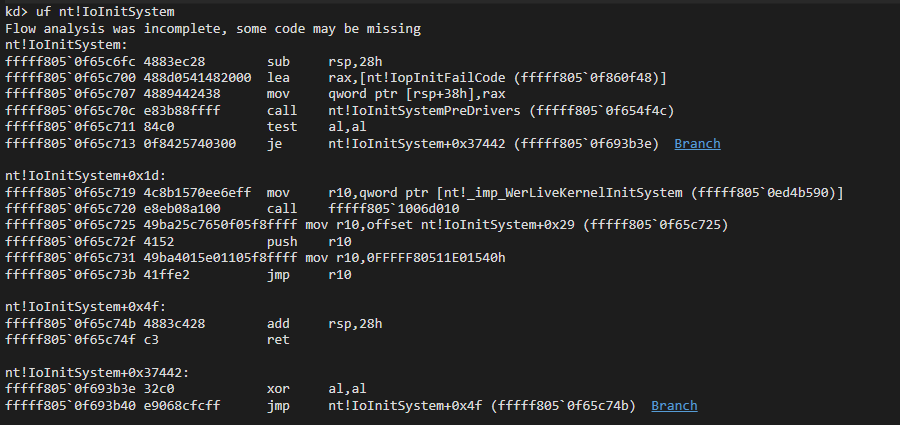 kd> uf nt!IoInitSystem
Flow analysis was incomplete, some code may be missing
nt!IoInitSystem:
fffff805`0f65c6fc 4883ec28        sub     rsp,28h
fffff805`0f65c700 488d0541482000  lea     rax,[nt!IopInitFailCode (fffff805`0f860f48)]
fffff805`0f65c707 4889442438      mov     qword ptr [rsp+38h],rax
fffff805`0f65c70c e83b88ffff      call    nt!IoInitSystemPreDrivers (fffff805`0f654f4c)
fffff805`0f65c711 84c0            test    al,al
fffff805`0f65c713 0f8425740300    je      nt!IoInitSystem+0x37442 (fffff805`0f693b3e)  Branch
nt!IoInitSystem+0x1d:
fffff805`0f65c719 4c8b1570ee6eff  mov     r10,qword ptr [nt!_imp_WerLiveKernelInitSystem (fffff805`0ed4b590)]
fffff805`0f65c720 e8eb08a100      call    fffff805`1006d010
fffff805`0f65c725 49ba25c7650f05f8ffff mov r10,offset nt!IoInitSystem+0x29 (fffff805`0f65c725)
fffff805`0f65c72f 4152            push    r10
fffff805`0f65c731 49ba4015e01105f8ffff mov r10,0FFFFF80511E01540h
fffff805`0f65c73b 41ffe2          jmp     r10
nt!IoInitSystem+0x4f:
fffff805`0f65c74b 4883c428        add     rsp,28h
fffff805`0f65c74f c3              ret
nt!IoInitSystem+0x37442:
fffff805`0f693b3e 32c0            xor     al,al
fffff805`0f693b40 e9068cfcff      jmp     nt!IoInitSystem+0x4f (fffff805`0f65c74b)  Branch